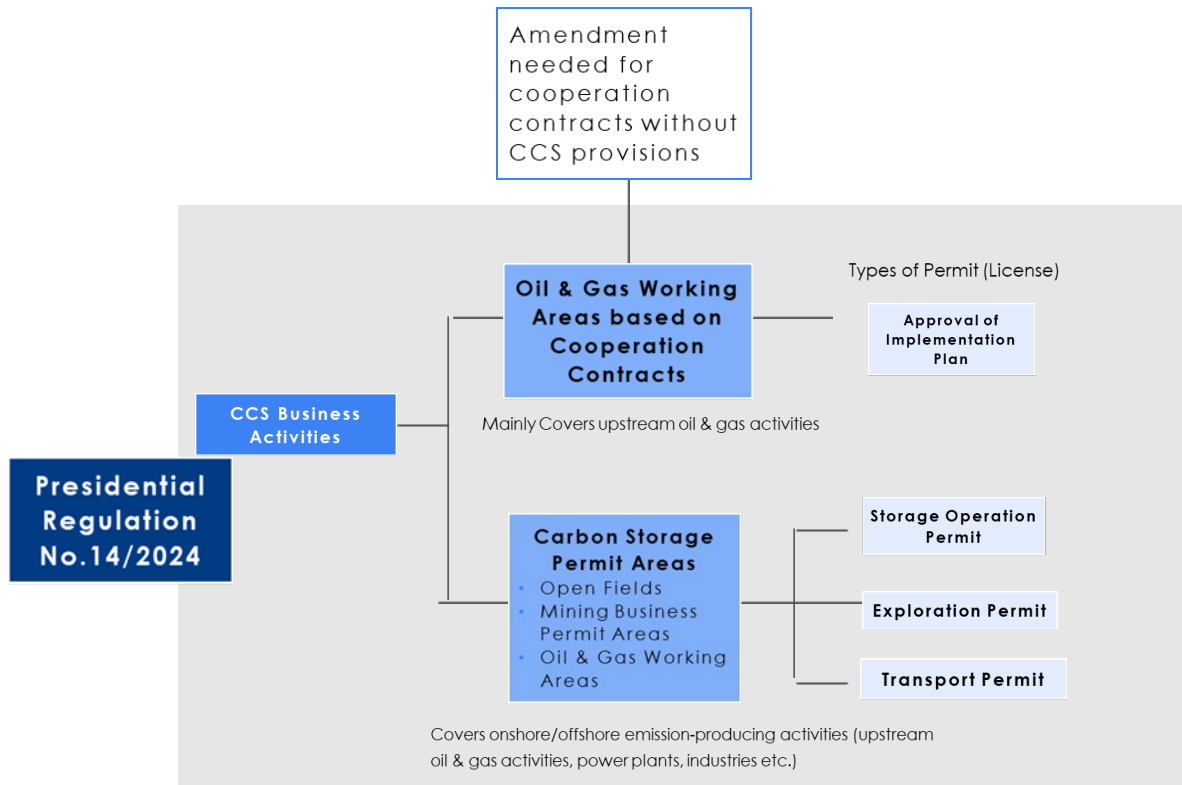 Amendment
needed for
cooperation
contracts without
CCS provisions
Oil & Gas Working
Areas based on
Cooperation
Contracts
Types of Permit (License)
Approval of
Implementation
Plan
CCS Business
Activities
Mainly Covers upstream oil & gas activities
Presidential
Regulation
No.14/2024
Carbon Storage
Permit Areas
• Open Fields
• Mining Business
Permit Areas
• Oil & Gas Working
Areas
Storage Operation
Permit
Exploration Permit
Transport Permit
Covers onshore/offshore emission-producing activities (upstream
oil & gas activities, power plants, industries etc.)